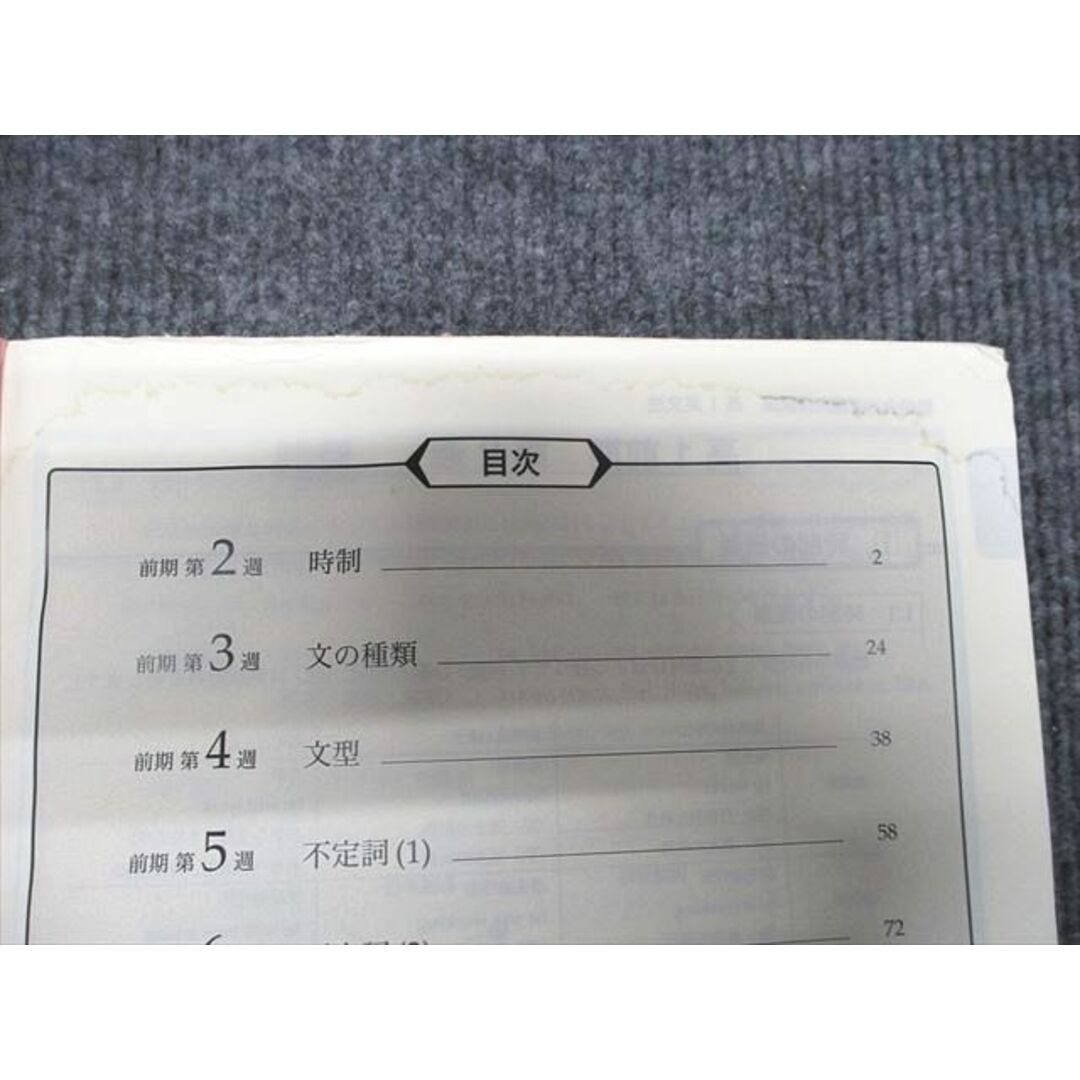 目次
前期 第2週 時制 2
前期 第3週 文の種類 24
前期 第4週 文型 38
前期 第5週 不定詞 (1) 58
72